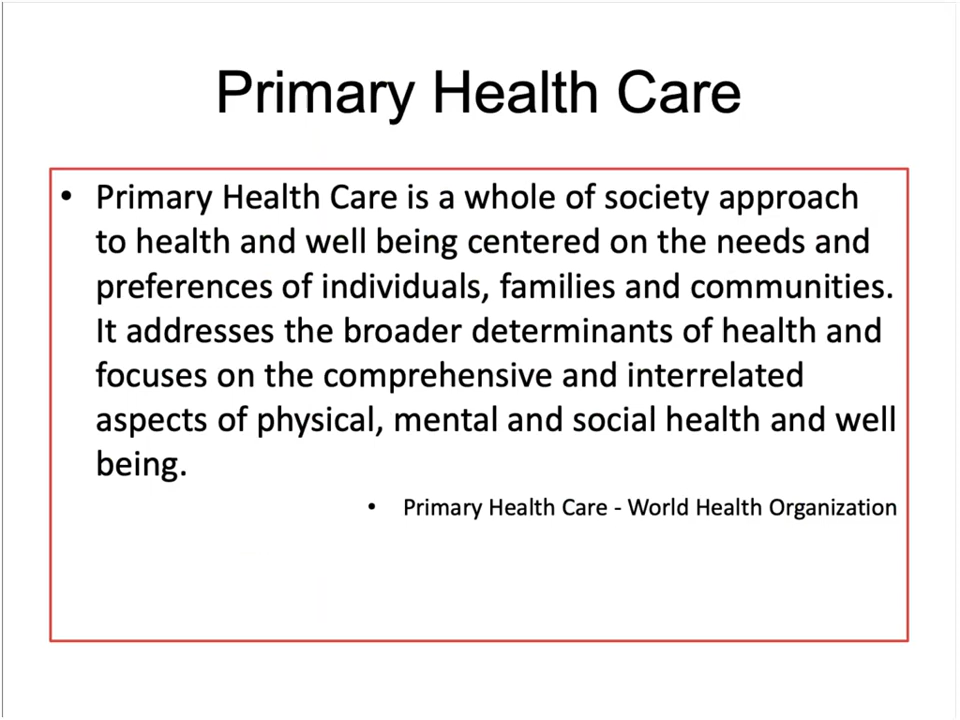 Primary Health Care
• Primary Health Care is a whole of society approach
to health and well being centered on the needs and
preferences of individuals, families and communities.
It addresses the broader determinants of health and
focuses on the comprehensive and interrelated
aspects of physical, mental and social health and well
being.
• Primary Health Care - World Health Organization